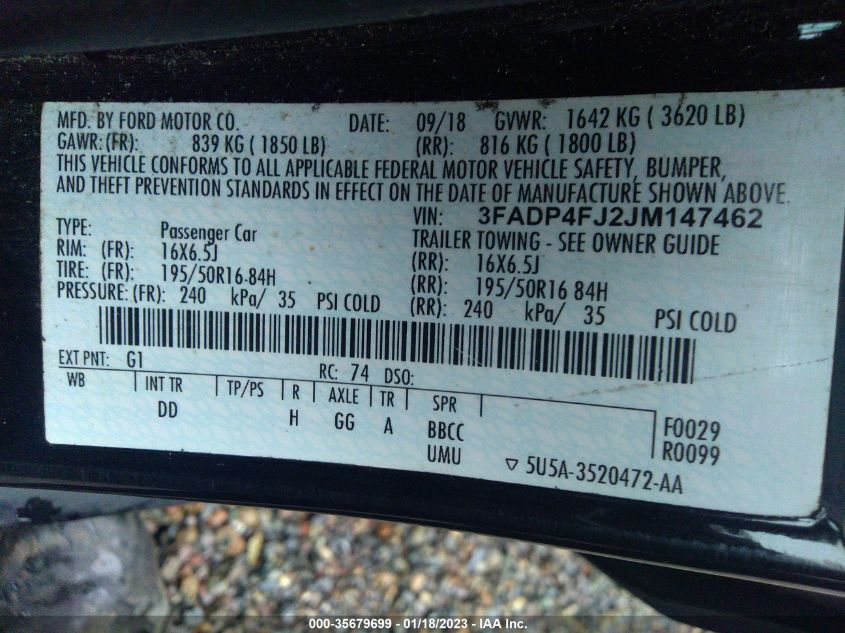 MFD. BY FORD MOTOR CO. DATE: 09/18 GVWR: 1642 KG ( 3620 LB)
GAWR:(FR): 839 KG ( 1850 LB) (RR): 816 KG ( 1800 LB)
THIS VEHICLE CONFORMS TO ALL APPLICABLE FEDERAL MOTOR VEHICLE SAFETY, BUMPER,
AND THEFT PREVENTION STANDARDS IN EFFECT ON THE DATE OF MANUFACTURE SHOWN ABOVE.
VIN: 3FADP4FJ2JM147462
TYPE: Passenger Car TRAILER TOWING - SEE OWNER GUIDE
RIM: (FR): 16X6.5J (RR): 16X6.5J
TIRE: (FR): 195/50R16 84H (RR): 195/50R16 84H
PRESSURE: (FR): 240 kPa/ 35 PSI COLD (RR): 240 kPa/ 35 PSI COLD
EXT PNT: G1 RC: 74 DSO:
WB INT TR TP/PS R AXLE TR SPR
DD H GG A BBCC F0029
UMU R0099
▽ 5U5A-3520472-AA
000-35679699 - 01/18/2023 - IAA Inc.